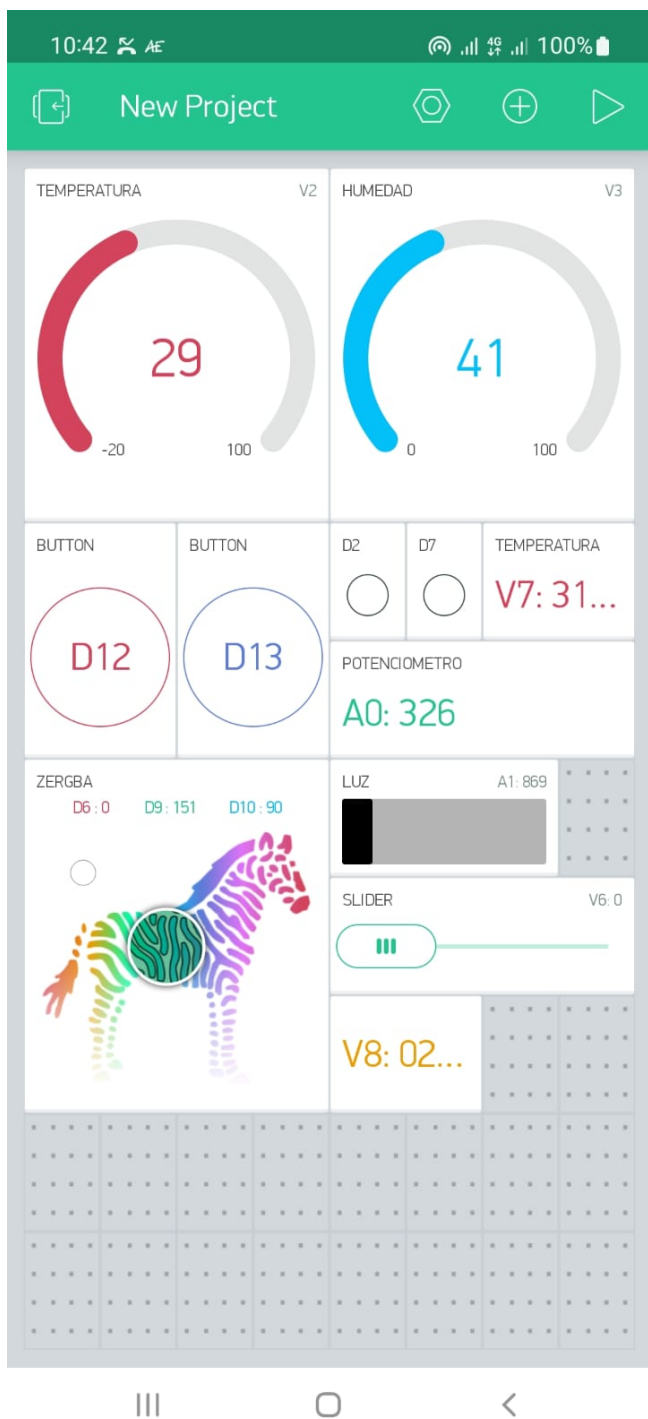 10:42 Æ 4G 100%
New Project
TEMPERATURA V2
29
-20 100
HUMEDAD V3
41
0 100
BUTTON
D12
BUTTON
D13
D2
D7
TEMPERATURA
V7: 31...
POTENCIOMETRO
A0: 326
ZERGBA
D6 : 0 D9 : 151 D10 : 90
LUZ A1: 869
SLIDER V6: 0
V8: 02...